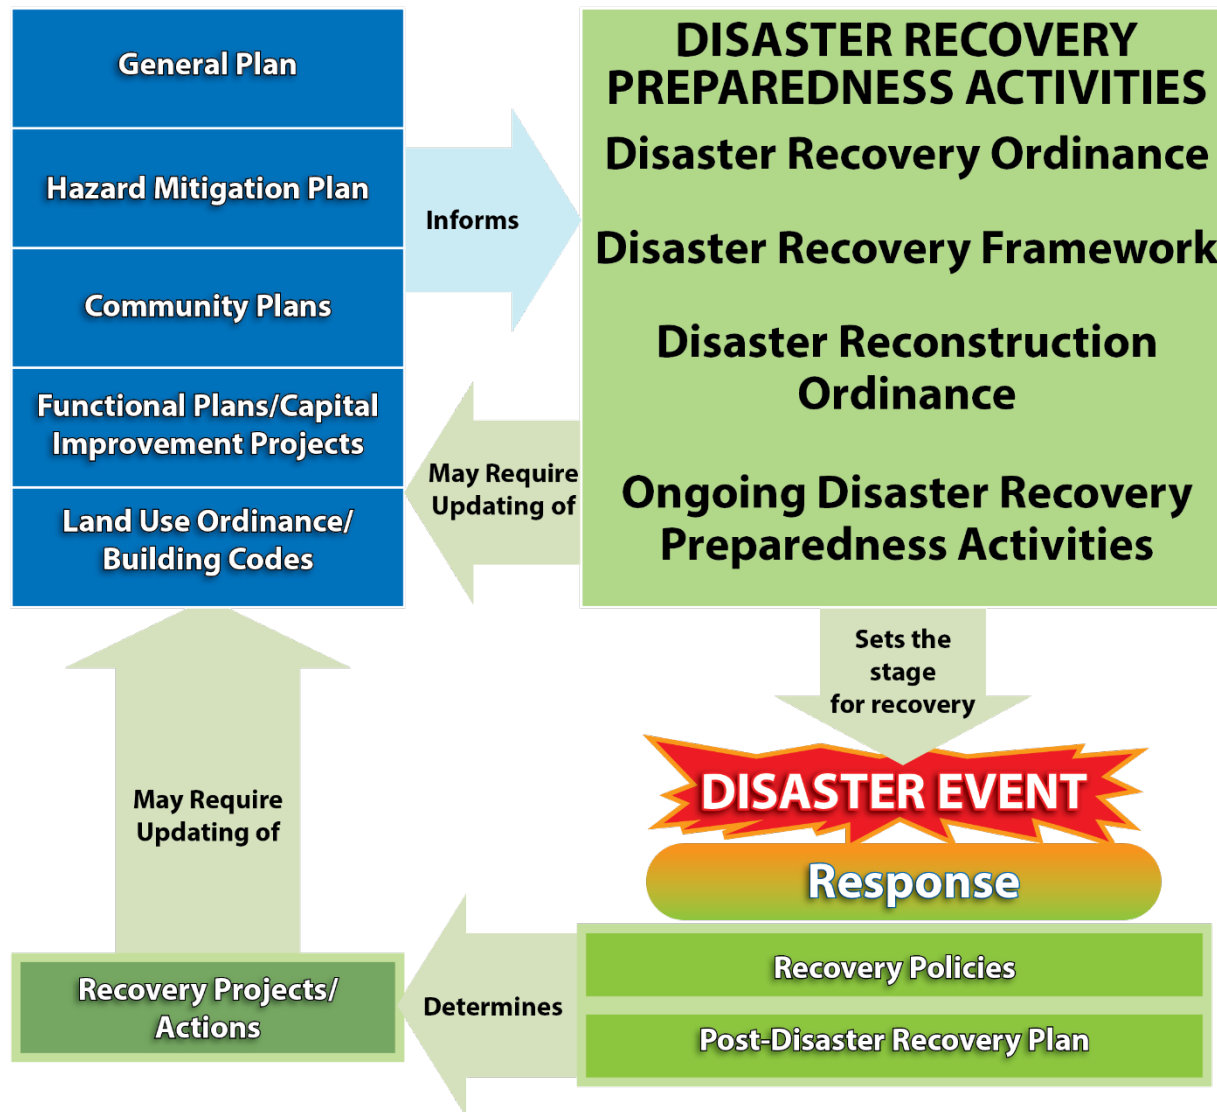 General Plan
Hazard Mitigation Plan
Community Plans
Functional Plans/Capital
Improvement Projects
Land Use Ordinance/
Building Codes
Informs
May Require
Updating of
DISASTER RECOVERY
PREPAREDNESS ACTIVITIES
Disaster Recovery Ordinance
Disaster Recovery Framework
Disaster Reconstruction
Ordinance
Ongoing Disaster Recovery
Preparedness Activities
Sets the
stage
for recovery
DISASTER EVENT
Response
Recovery Policies
Post-Disaster Recovery Plan
Determines
Recovery Projects/
Actions
May Require
Updating of